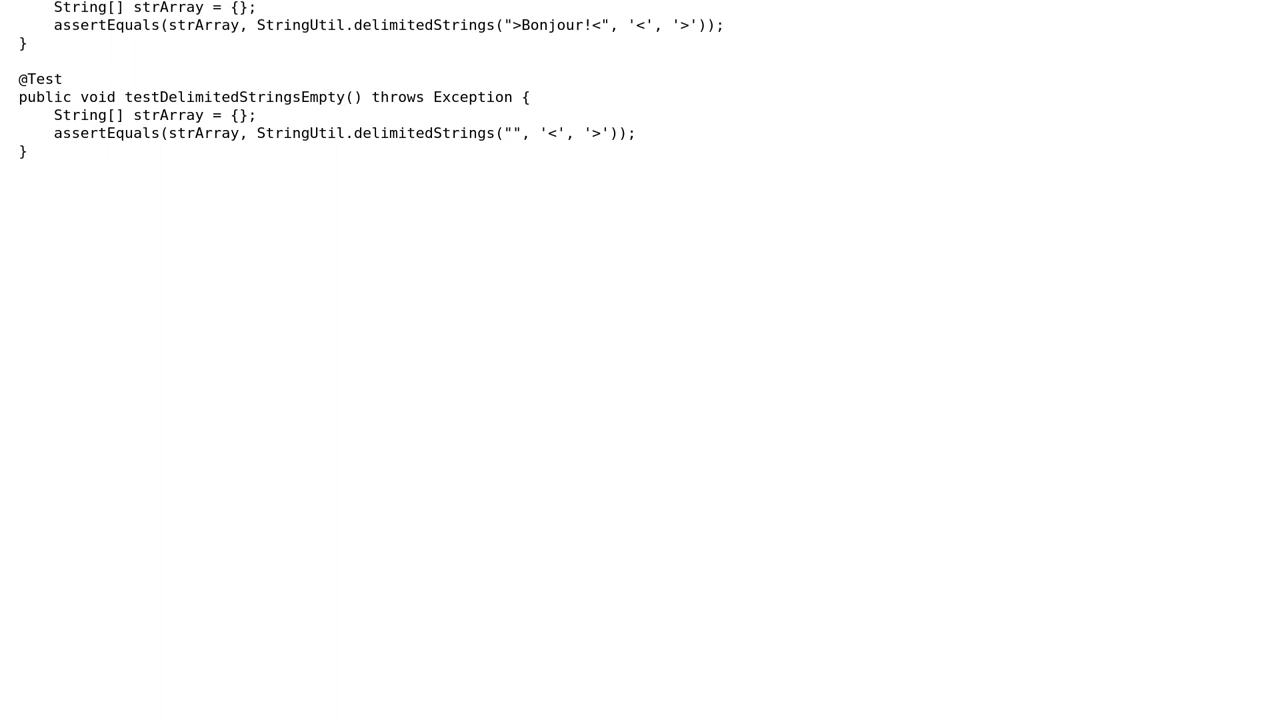 String[] strArray = {};
    assertEquals(strArray, StringUtil.delimitedStrings(">Bonjour!<", '<', '>'));
}

@Test
public void testDelimitedStringsEmpty() throws Exception {
    String[] strArray = {};
    assertEquals(strArray, StringUtil.delimitedStrings("", '<', '>'));
}